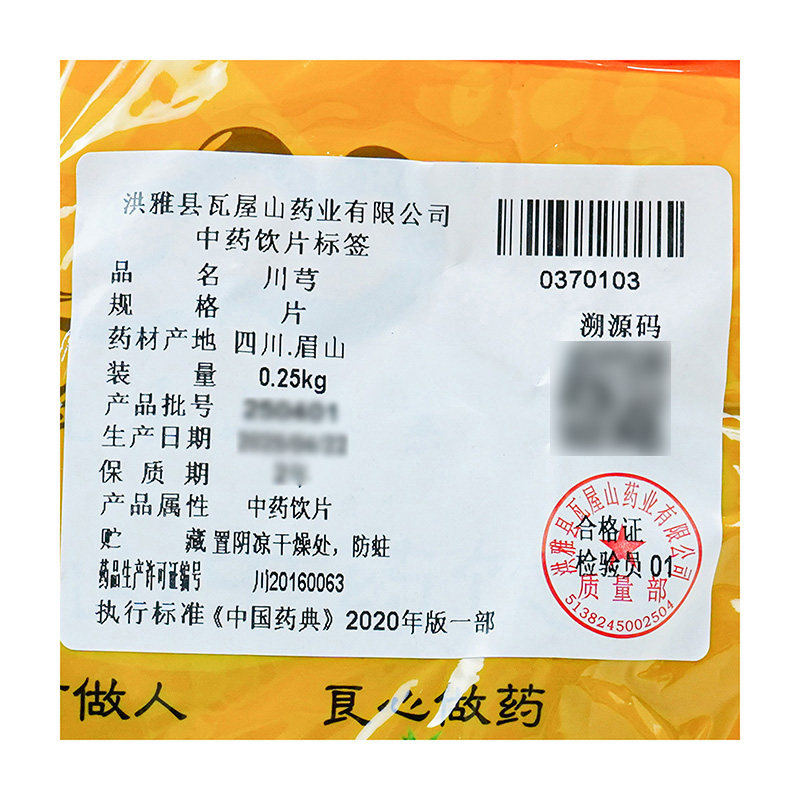 洪雅县瓦屋山药业有限公司
中药饮片标签
品 名 川芎
规 格 片
药材产地 四川.眉山
装 量 0.25kg
产品批号
生产日期
保质期
产品属性 中药饮片
贮 藏 置阴凉干燥处，防蛀
药品生产许可证编号 川20160063
执行标准《中国药典》2020年版一部
0370103
溯源码
洪雅县瓦屋山药业有限公司
合格证
检验员 01
质量部
5138245002504
做人 良心做药